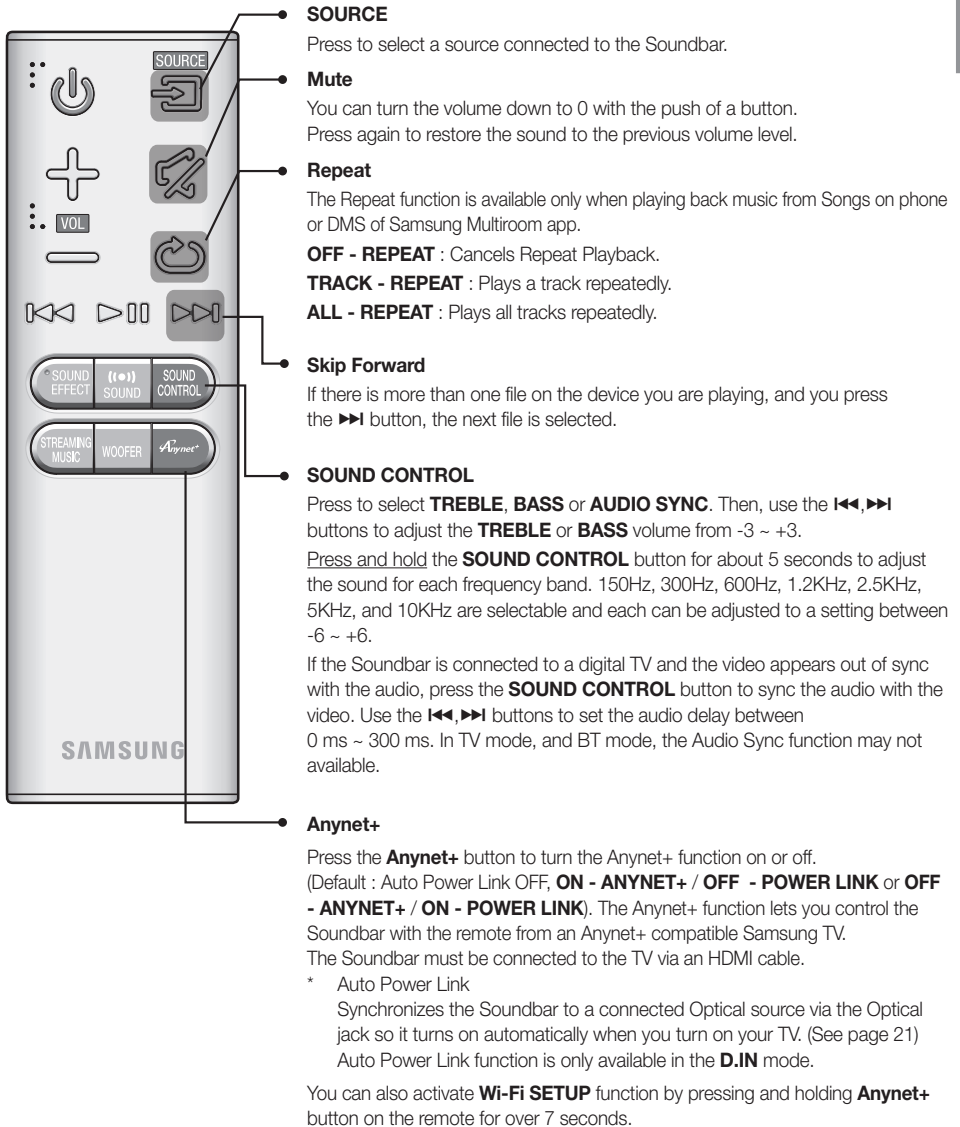 SOURCE
Press to select a source connected to the Soundbar.
Mute
You can turn the volume down to 0 with the push of a button.
Press again to restore the sound to the previous volume level.
Repeat
The Repeat function is available only when playing back music from Songs on phone
or DMS of Samsung Multiroom app.
OFF - REPEAT : Cancels Repeat Playback.
TRACK - REPEAT : Plays a track repeatedly.
ALL - REPEAT : Plays all tracks repeatedly.
Skip Forward
If there is more than one file on the device you are playing, and you press
the ▶▶I button, the next file is selected.
SOUND CONTROL
Press to select TREBLE, BASS or AUDIO SYNC. Then, use the I◀◀,▶▶I
buttons to adjust the TREBLE or BASS volume from -3 ~ +3.
Press and hold the SOUND CONTROL button for about 5 seconds to adjust
the sound for each frequency band. 150Hz, 300Hz, 600Hz, 1.2KHz, 2.5KHz,
5KHz, and 10KHz are selectable and each can be adjusted to a setting between
-6 ~ +6.
If the Soundbar is connected to a digital TV and the video appears out of sync
with the audio, press the SOUND CONTROL button to sync the audio with the
video. Use the I◀◀,▶▶I buttons to set the audio delay between
0 ms ~ 300 ms. In TV mode, and BT mode, the Audio Sync function may not
available.
Anynet+
Press the Anynet+ button to turn the Anynet+ function on or off.
(Default : Auto Power Link OFF, ON - ANYNET+ / OFF - POWER LINK or OFF
- ANYNET+ / ON - POWER LINK). The Anynet+ function lets you control the
Soundbar with the remote from an Anynet+ compatible Samsung TV.
The Soundbar must be connected to the TV via an HDMI cable.
* Auto Power Link
Synchronizes the Soundbar to a connected Optical source via the Optical
jack so it turns on automatically when you turn on your TV. (See page 21)
Auto Power Link function is only available in the D.IN mode.
You can also activate Wi-Fi SETUP function by pressing and holding Anynet+
button on the remote for over 7 seconds.
SOURCE
VOL
SOUND
EFFECT
SOUND
SOUND
CONTROL
STREAMING
MUSIC
WOOFER
Anynet+
SAMSUNG